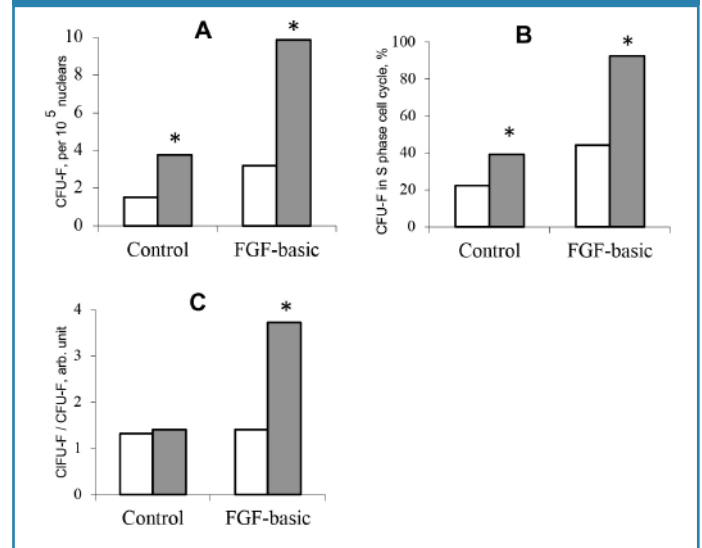 A
CFU-F, per 10 5 nuclears
10
8
6
4
2
0
*
*
Control FGF-basic
B
CFU-F in S phase cell cycle, %
100
80
60
40
20
0
*
*
Control FGF-basic
C
CIFU-F / CFU-F, arb. unit
4
3
2
1
0
*
Control FGF-basic